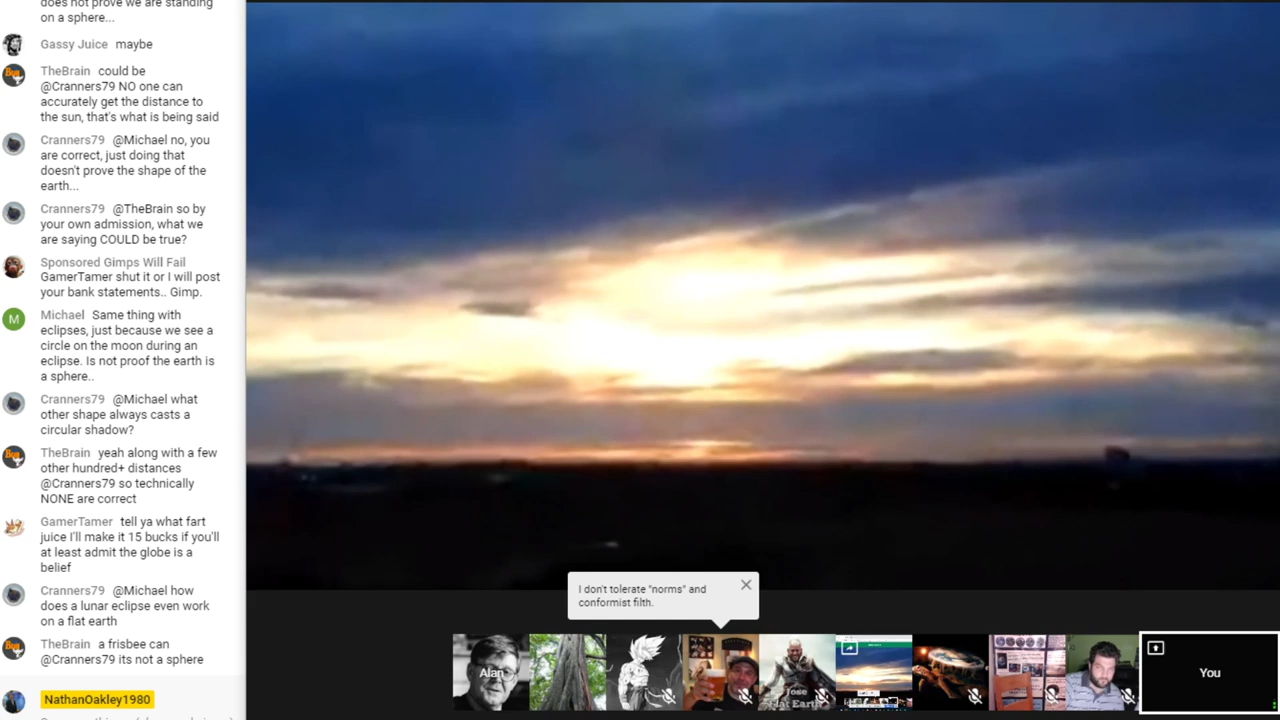 does not prove we are standing
on a sphere...
Gassy Juice maybe
TheBrain could be
@Cranners79 NO one can
accurately get the distance to
the sun, that's what is being said
Cranners79 @Michael no, you
are correct, just doing that
doesn't prove the shape of the
earth...
Cranners79 @TheBrain so by
your own admission, what we
are saying COULD be true?
Sponsored Gimps Will Fail
GamerTamer shut it or I will post
your bank statements.. Gimp.
M
Michael Same thing with
eclipses, just because we see a
circle on the moon during an
eclipse. Is not proof the earth is
a sphere..
Cranners79 @Michael what
other shape always casts a
circular shadow?
TheBrain yeah along with a few
other hundred+ distances
@Cranners79 so technically
NONE are correct
GamerTamer tell ya what fart
juice I'll make it 15 bucks if you'll
at least admit the globe is a
belief
Cranners79 @Michael how
does a lunar eclipse even work
on a flat earth
TheBrain a frisbee can
@Cranners79 its not a sphere
NathanOakley1980
I don't tolerate "norms" and
conformist filth.
Alan
Jose
Flat Earth
You